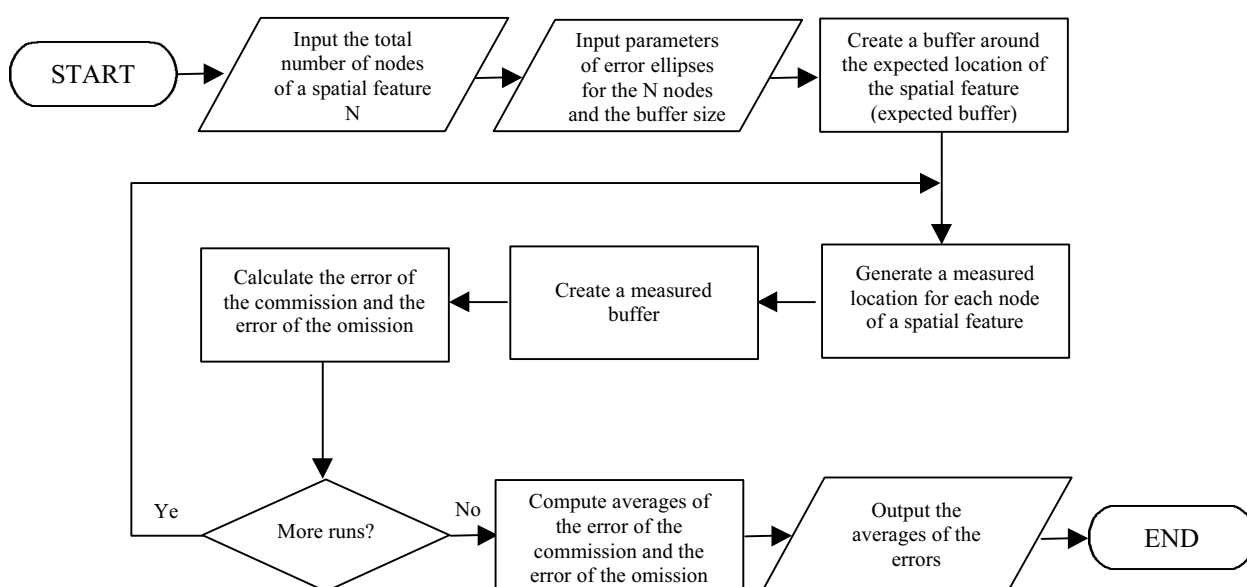 START
Input the total
number of nodes
of a spatial feature
N
Input parameters
of error ellipses
for the N nodes
and the buffer size
Create a buffer around
the expected location of
the spatial feature
(expected buffer)
Generate a measured
location for each node
of a spatial feature
Create a measured
buffer
Calculate the error of
the commission and the
error of the omission
More runs?
Ye
No
Compute averages of
the error of the
commission and the
error of the omission
Output the
averages of the
errors
END